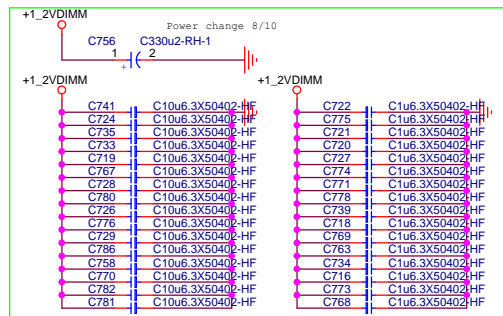 +1_2VDIMM
Power change 8/10
C756 C330u2-RH-1
1 2
+
+1_2VDIMM
C741 C10u6.3X50402-HF
C724 C10u6.3X50402-HF
C735 C10u6.3X50402-HF
C733 C10u6.3X50402-HF
C719 C10u6.3X50402-HF
C767 C10u6.3X50402-HF
C728 C10u6.3X50402-HF
C780 C10u6.3X50402-HF
C726 C10u6.3X50402-HF
C776 C10u6.3X50402-HF
C729 C10u6.3X50402-HF
C786 C10u6.3X50402-HF
C758 C10u6.3X50402-HF
C770 C10u6.3X50402-HF
C782 C10u6.3X50402-HF
C781 C10u6.3X50402-HF
+1_2VDIMM
C722 C1u6.3X50402-HF
C775 C1u6.3X50402-HF
C721 C1u6.3X50402-HF
C720 C1u6.3X50402-HF
C727 C1u6.3X50402-HF
C774 C1u6.3X50402-HF
C771 C1u6.3X50402-HF
C778 C1u6.3X50402-HF
C739 C1u6.3X50402-HF
C718 C1u6.3X50402-HF
C769 C1u6.3X50402-HF
C763 C1u6.3X50402-HF
C734 C1u6.3X50402-HF
C716 C1u6.3X50402-HF
C773 C1u6.3X50402-HF
C768 C1u6.3X50402-HF